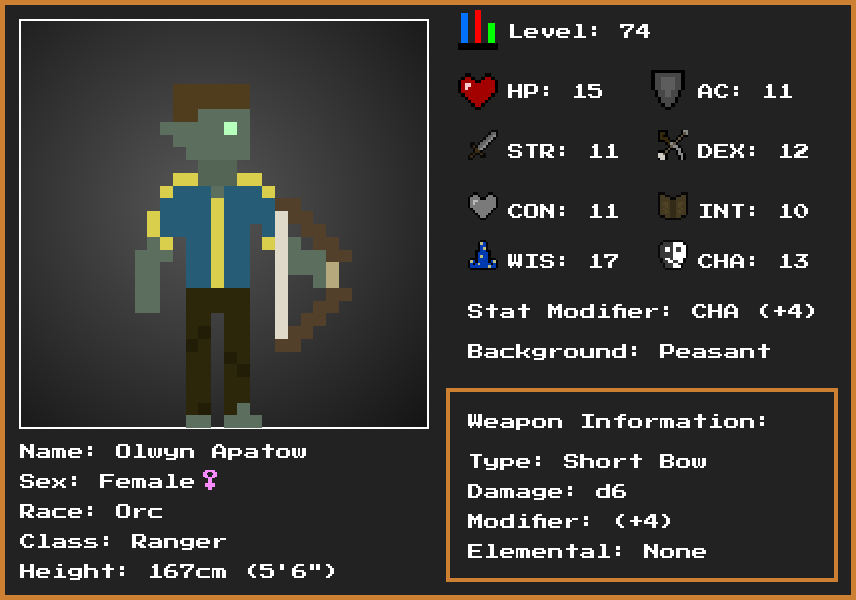 Level: 74
HP: 15
AC: 11
STR: 11
DEX: 12
CON: 11
INT: 10
WIS: 17
CHA: 13
Stat Modifier: CHA (+4)
Background: Peasant
Name: Olwyn Apatow
Sex: Female♀
Race: Orc
Class: Ranger
Height: 167cm (5'6")
Weapon Information:
Type: Short Bow
Damage: d6
Modifier: (+4)
Elemental: None